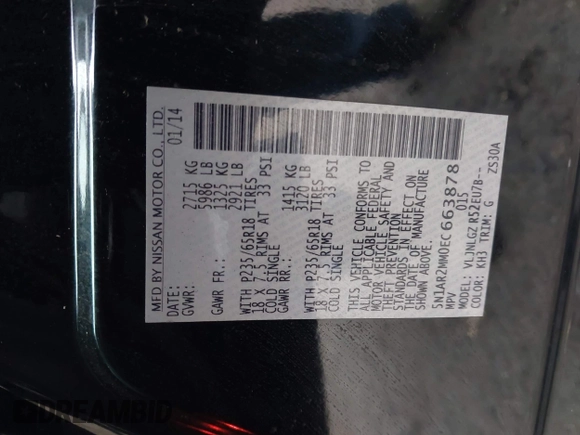 MFD BY NISSAN MOTOR CO., LTD.
DATE: 01/14
GVWR: 2715 KG
5986 LB
GAWR FR.: 1325 KG
2921 LB
WITH P235/65R18 TIRES
18 X 7.5 RIMS AT 33 PSI
COLD SINGLE
GAWR RR.: 1415 KG
3120 LB
WITH P235/65R18 TIRES
18 X 7.5 RIMS AT 33 PSI
COLD SINGLE
THIS VEHICLE CONFORMS TO
ALL APPLICABLE FEDERAL
MOTOR VEHICLE SAFETY AND
THEFT PREVENTION
STANDARDS IN EFFECT ON
THE DATE OF MANUFACTURE
SHOWN ABOVE.
5N1AR2MM0EC663878
MPV 015
MODEL: VLJNLGZ R52EU7B--
COLOR: KH3 TRIM: G ZS30A
DREAMBID